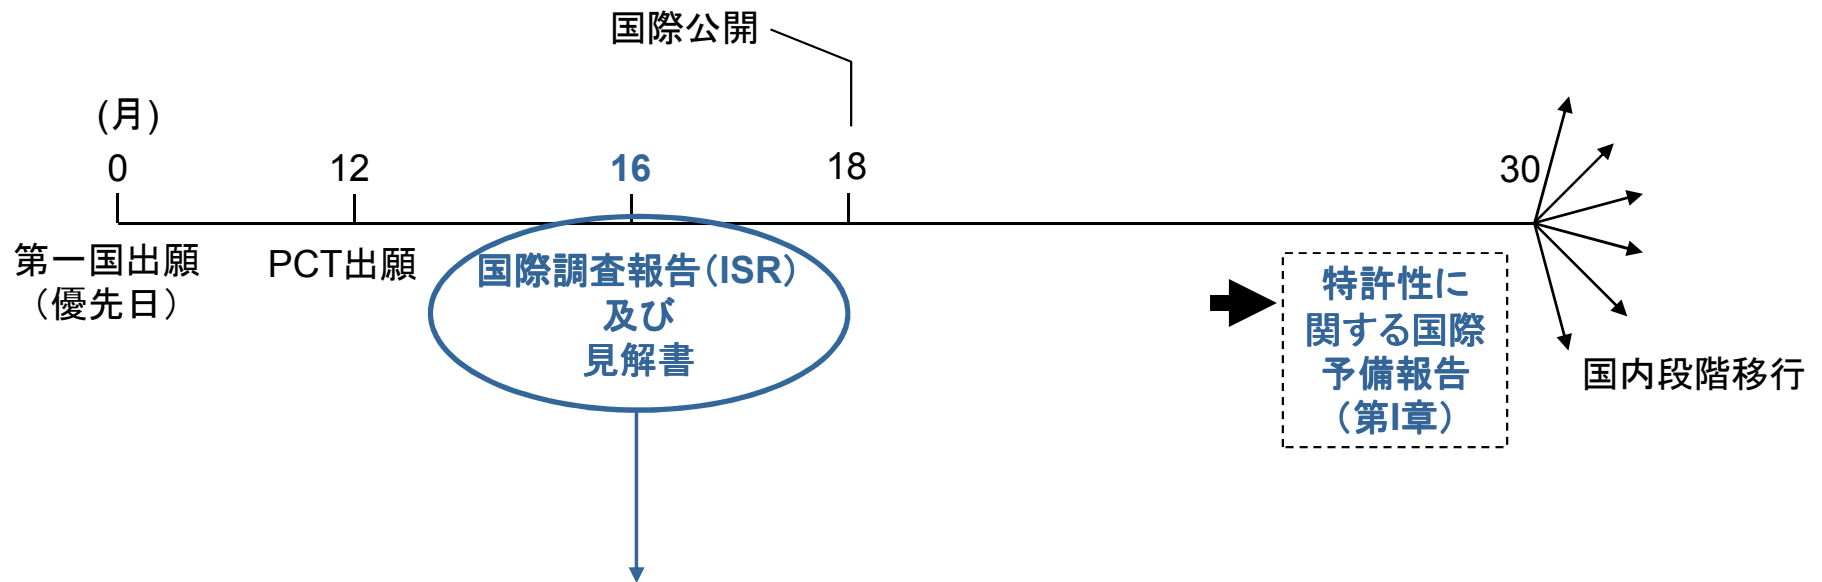 国際公開
(月)
0
12
16
18
30
第一国出願
（優先日）
PCT出願
国際調査報告（ISR）
及び
見解書
特許性に
関する国際
予備報告
（第I章）
国内段階移行